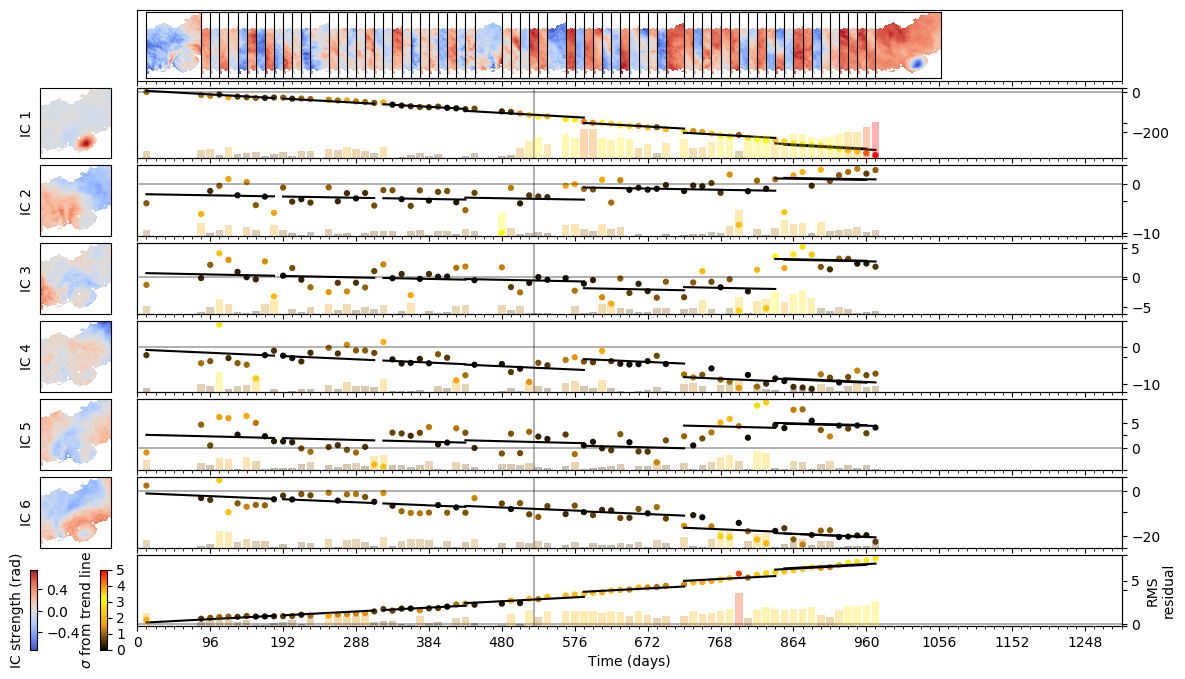 IC 1
0
−200
IC 2
0
−10
IC 3
5
0
−5
IC 4
0
−10
IC 5
5
0
IC 6
0
−20
RMS
residual
5
0
IC strength (rad)
0.4
0.0
−0.4
σ from trend line
5
4
3
2
1
0
0 96 192 288 384 480 576 672 768 864 960 1056 1152 1248
Time (days)